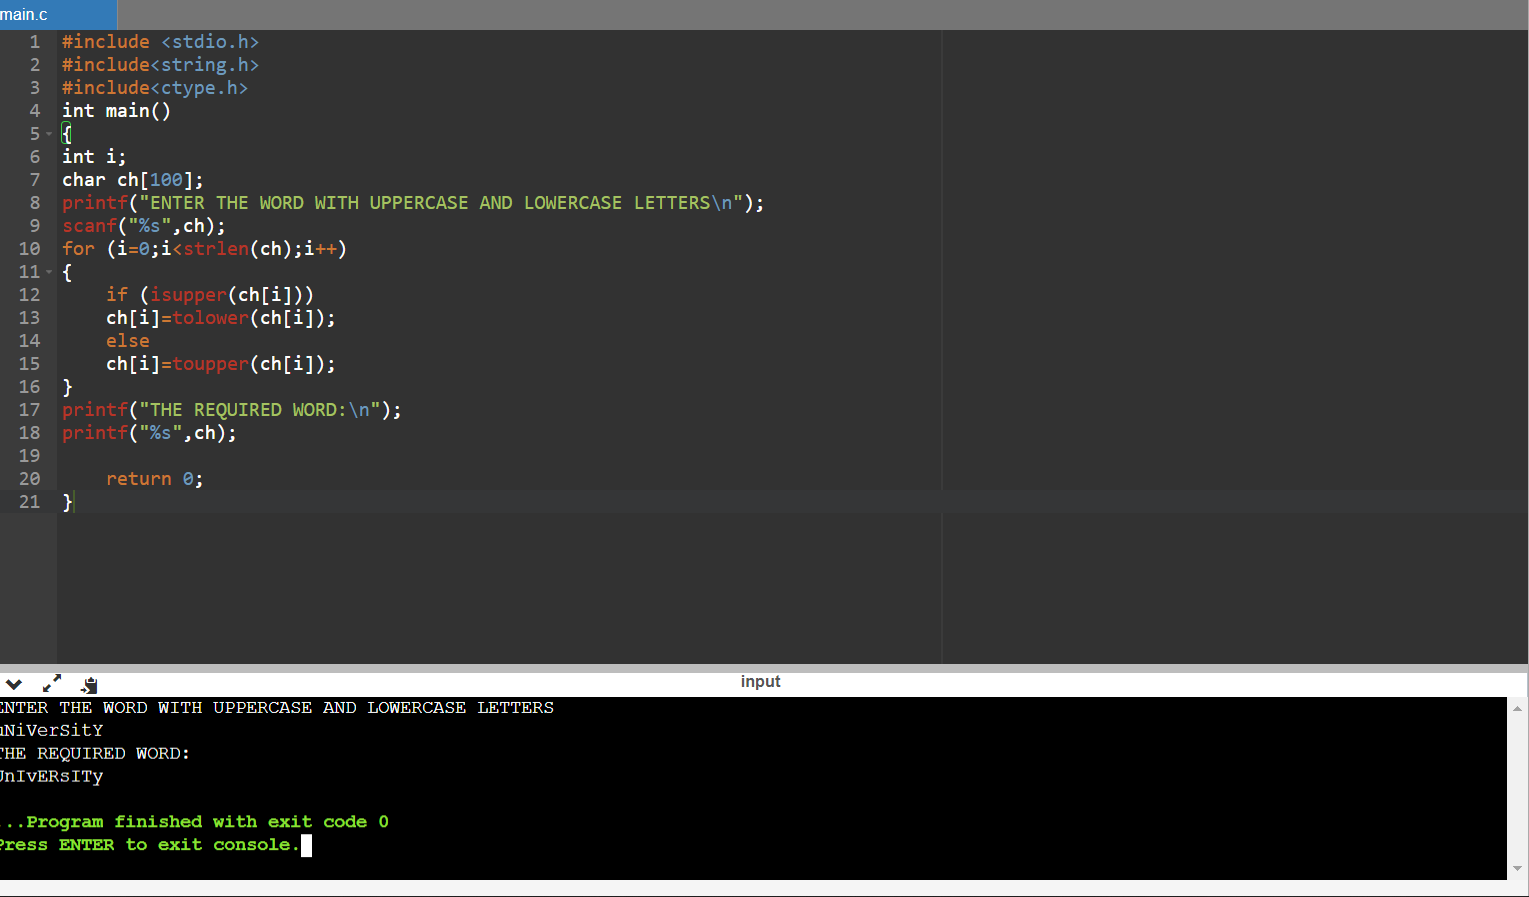 main.c
1 #include <stdio.h>
2 #include<string.h>
3 #include<ctype.h>
4 int main()
5 {
6 int i;
7 char ch[100];
8 printf("ENTER THE WORD WITH UPPERCASE AND LOWERCASE LETTERS\n");
9 scanf("%s",ch);
10 for (i=0;i<strlen(ch);i++)
11 {
12     if (isupper(ch[i]))
13     ch[i]=tolower(ch[i]);
14     else
15     ch[i]=toupper(ch[i]);
16 }
17 printf("THE REQUIRED WORD:\n");
18 printf("%s",ch);
19
20     return 0;
21 }
input
ENTER THE WORD WITH UPPERCASE AND LOWERCASE LETTERS
uNiVerSitY
THE REQUIRED WORD:
UnIvERsITy
...Program finished with exit code 0
Press ENTER to exit console.